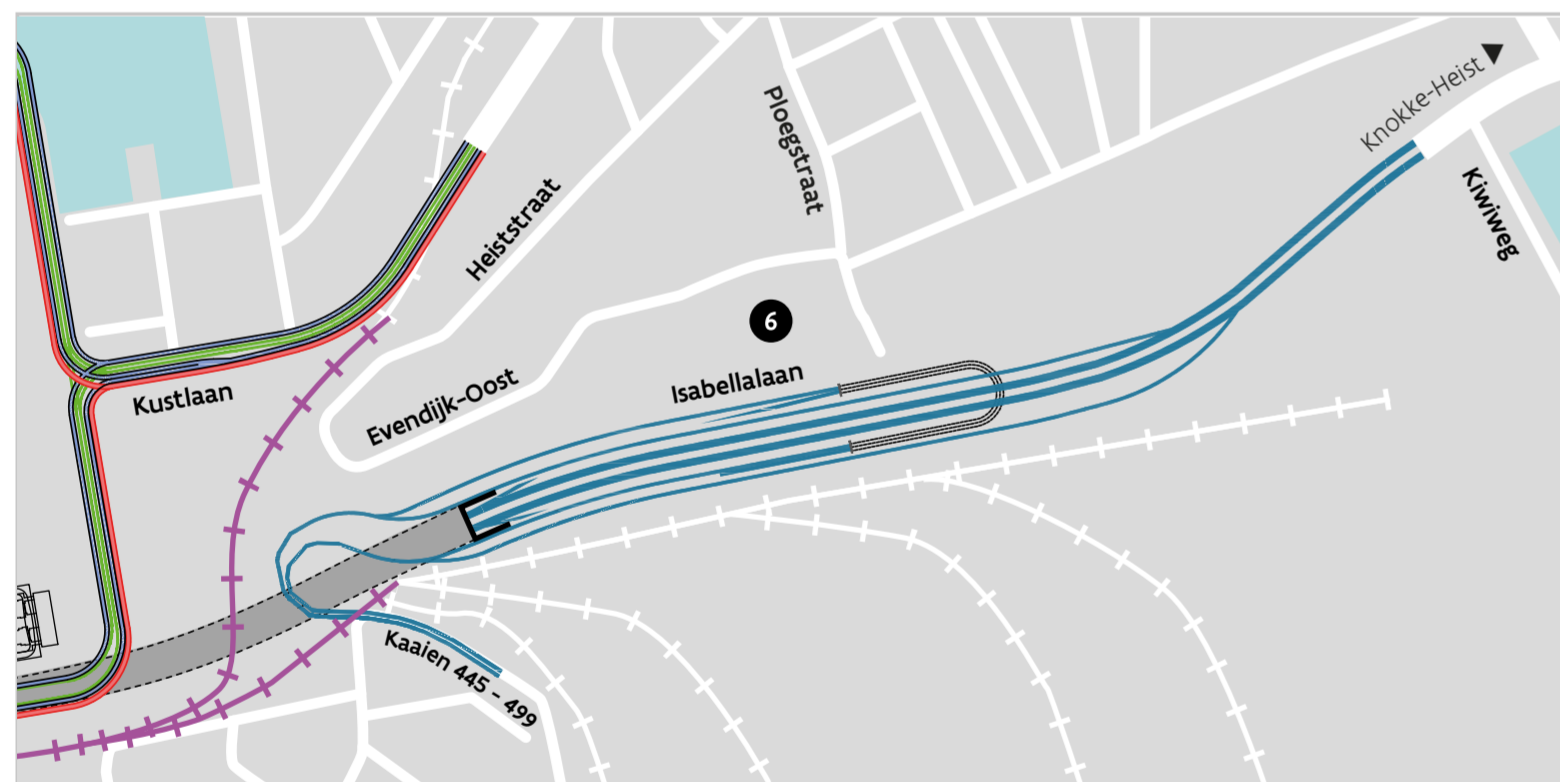 Knokke-Heist
Ploegstraat
Kiwiweg
Heiststraat
6
Isabellalaan
Kustlaan
Evendijk-Oost
Kaaien 445 - 499